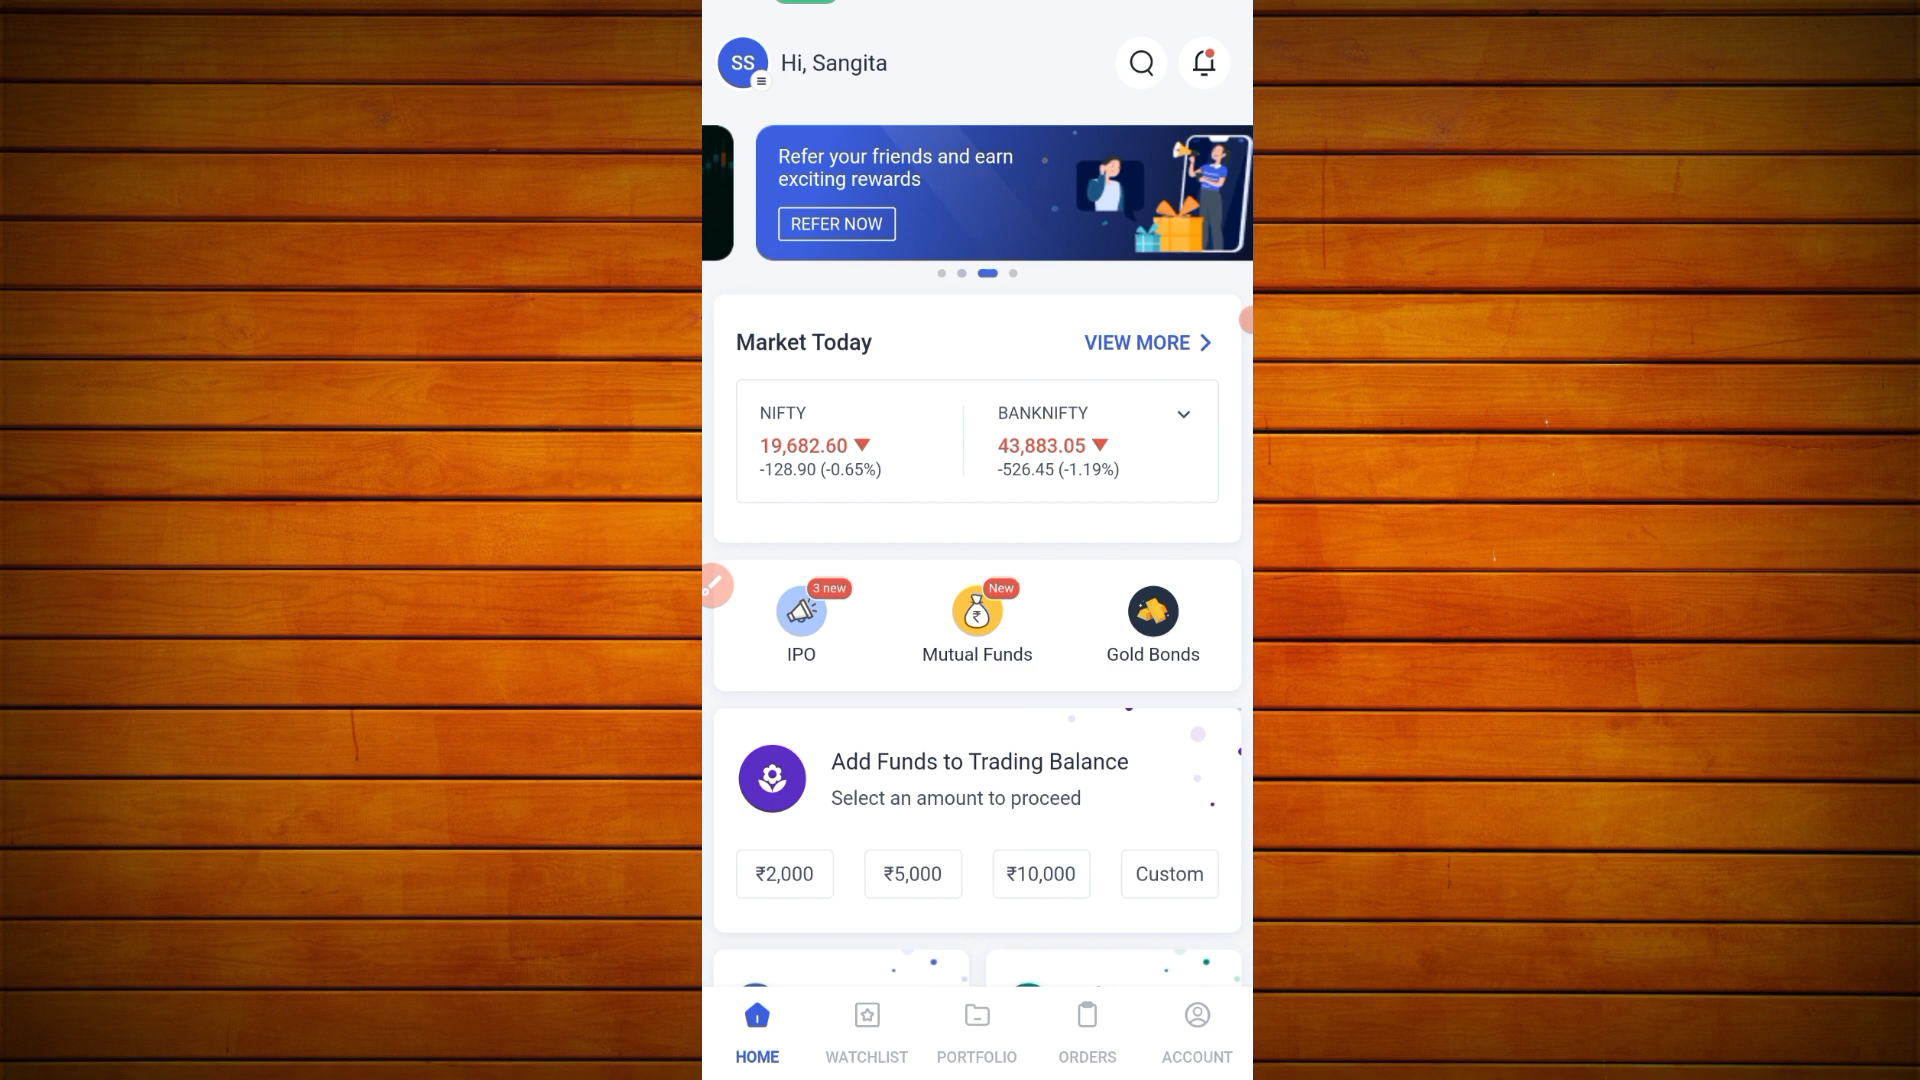 SS
Hi, Sangita
Refer your friends and earn
exciting rewards
REFER NOW
Market Today
VIEW MORE
NIFTY
19,682.60
-128.90 (-0.65%)
BANKNIFTY
43,883.05
-526.45 (-1.19%)
3 new
IPO
New
Mutual Funds
Gold Bonds
Add Funds to Trading Balance
Select an amount to proceed
₹2,000
₹5,000
₹10,000
Custom
HOME
WATCHLIST
PORTFOLIO
ORDERS
ACCOUNT